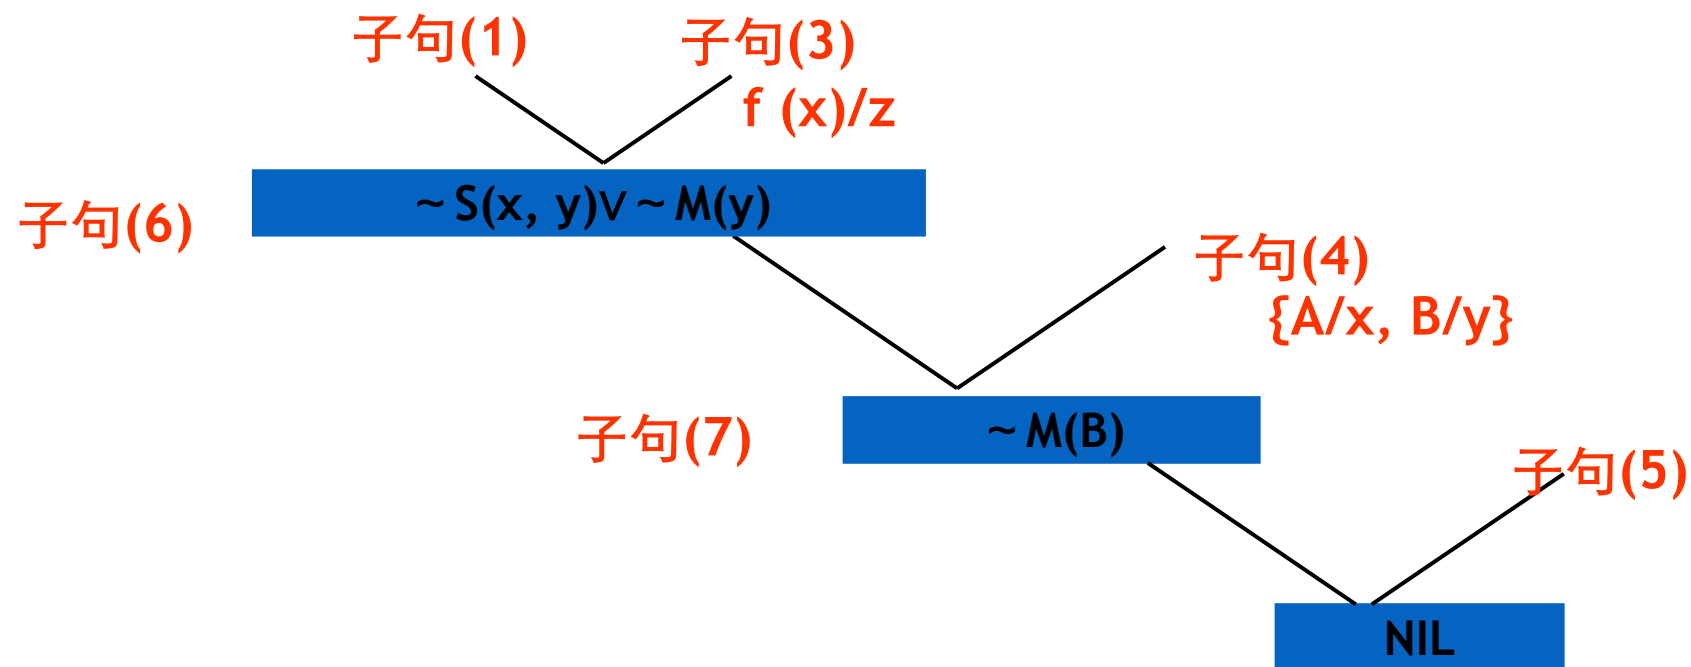 子句(1)
子句(3)
f (x)/z
子句(6)
~S(x, y)∨~M(y)
子句(4)
{A/x, B/y}
子句(7)
~M(B)
子句(5)
NIL